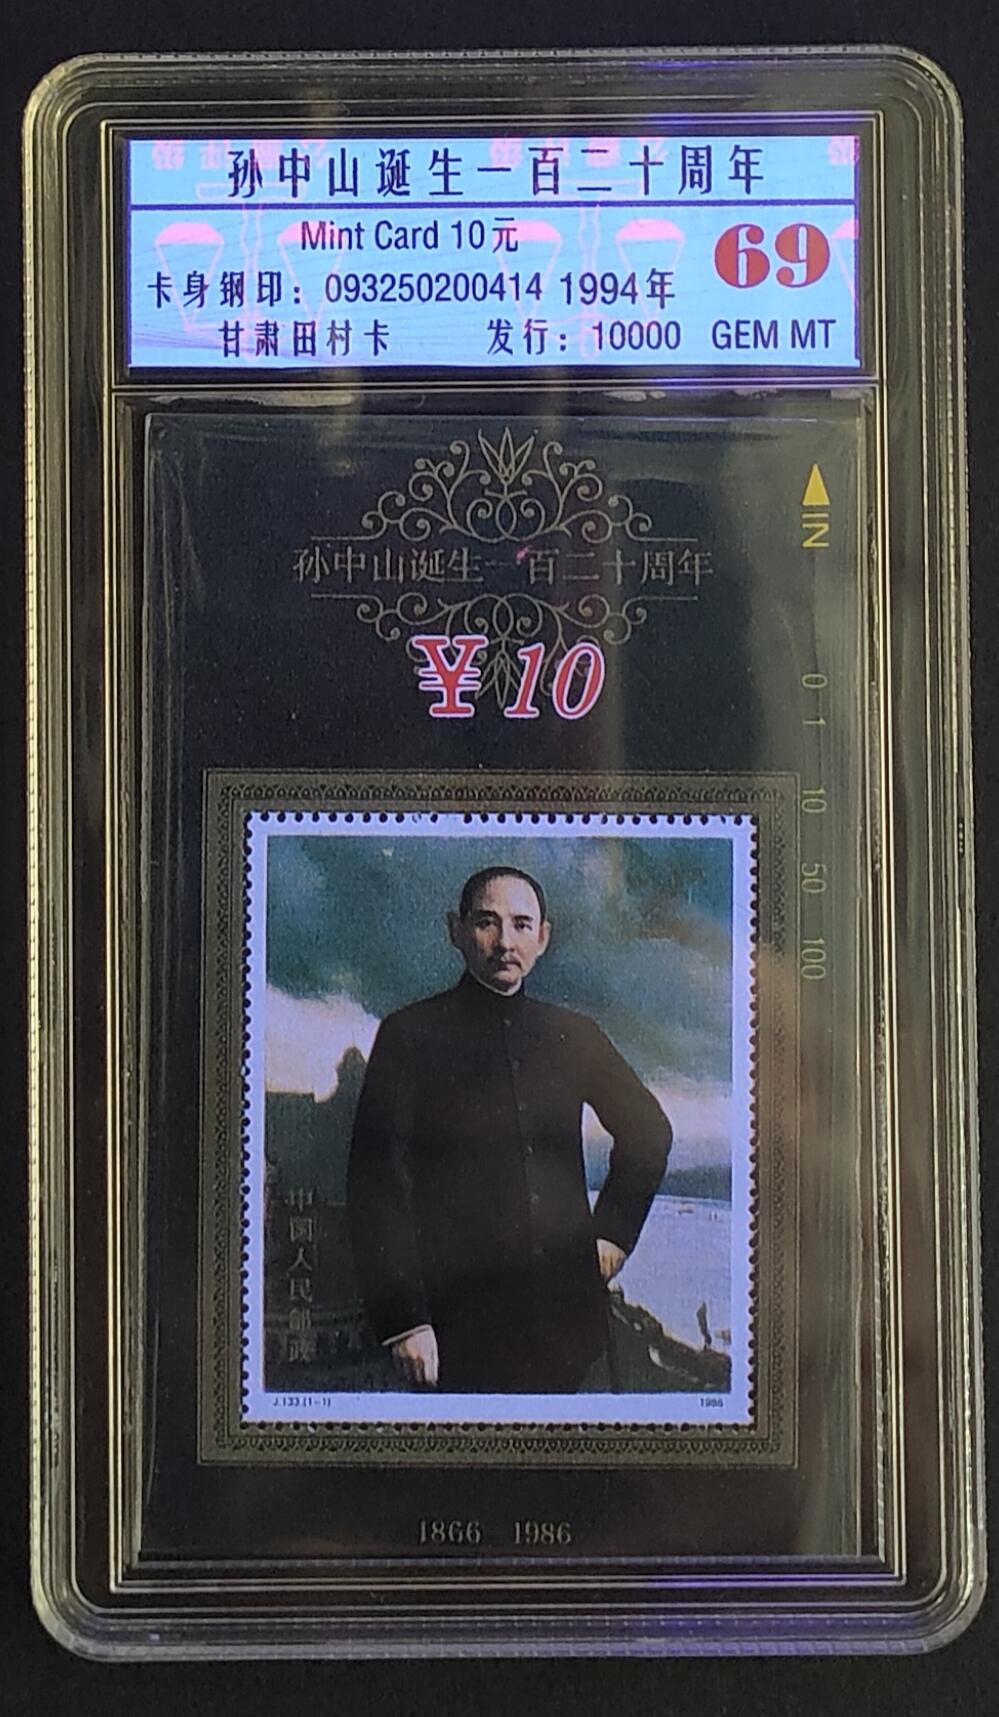 孙中山诞生一百二十周年
Mint Card 10元
69
卡身钢印：093250200414 1994年
甘肃田村卡 发行：10000 GEM MT
IN
孙中山诞生一百二十周年
¥10
0 1 10 50 100
中国人民邮政
J.133.(1-1) 1986
1866 1986